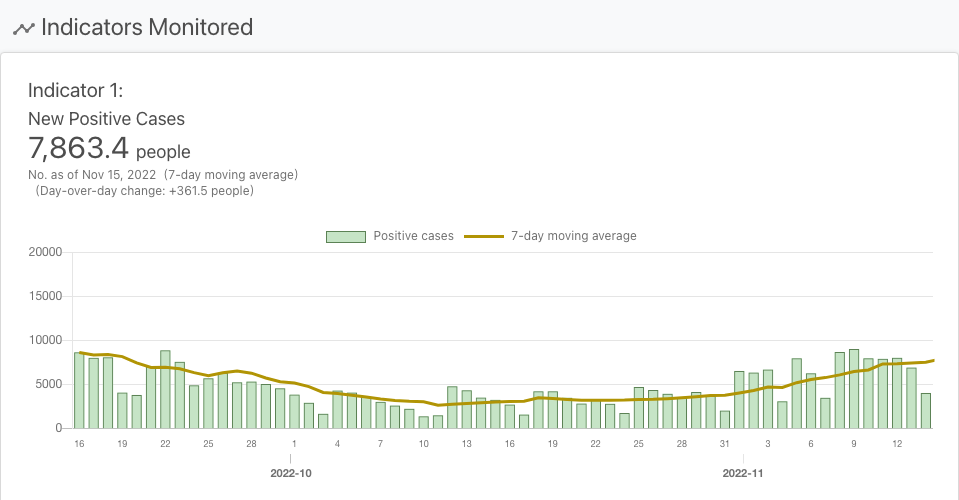 Indicators Monitored
Indicator 1:
New Positive Cases
7,863.4 people
No. as of Nov 15, 2022 (7-day moving average)
(Day-over-day change: +361.5 people)
Positive cases 7-day moving average
20000
15000
10000
5000
0
16 19 22 25 28 1 4 7 10 13 16 19 22 25 28 31 3 6 9 12
2022-10 2022-11